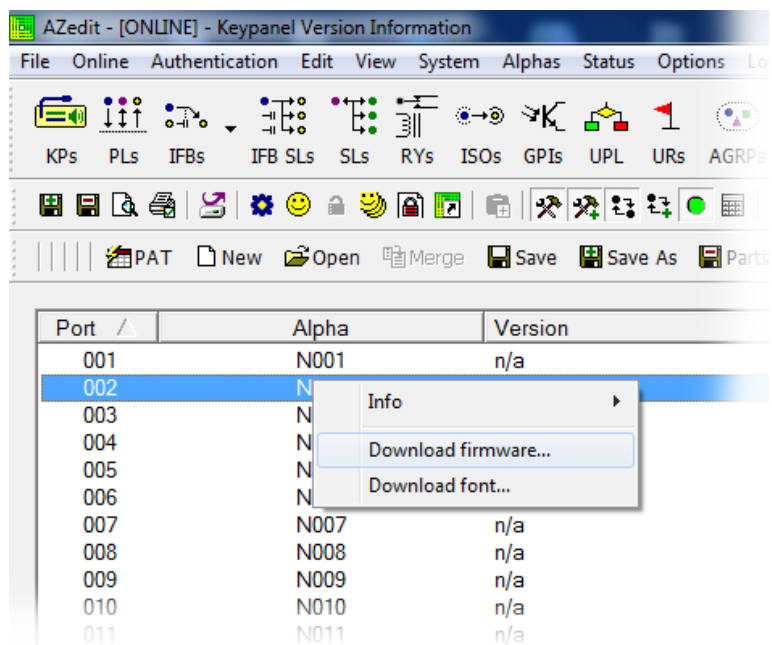 AZedit - [ONLINE] - Keypanel Version Information
File Online Authentication Edit View System Alphas Status Options Lo
KPs PLs IFBs IFB SLs SLs RYs ISOs GPIs UPL URs AGRPs
PAT New Open Merge Save Save As Partia
Port Alpha Version
001 N001 n/a
002 N
Info
003 N
004 N
Download firmware...
005 N
Download font...
006 N
007 N007 n/a
008 N008 n/a
009 N009 n/a
010 N010 n/a
011 N011 n/a